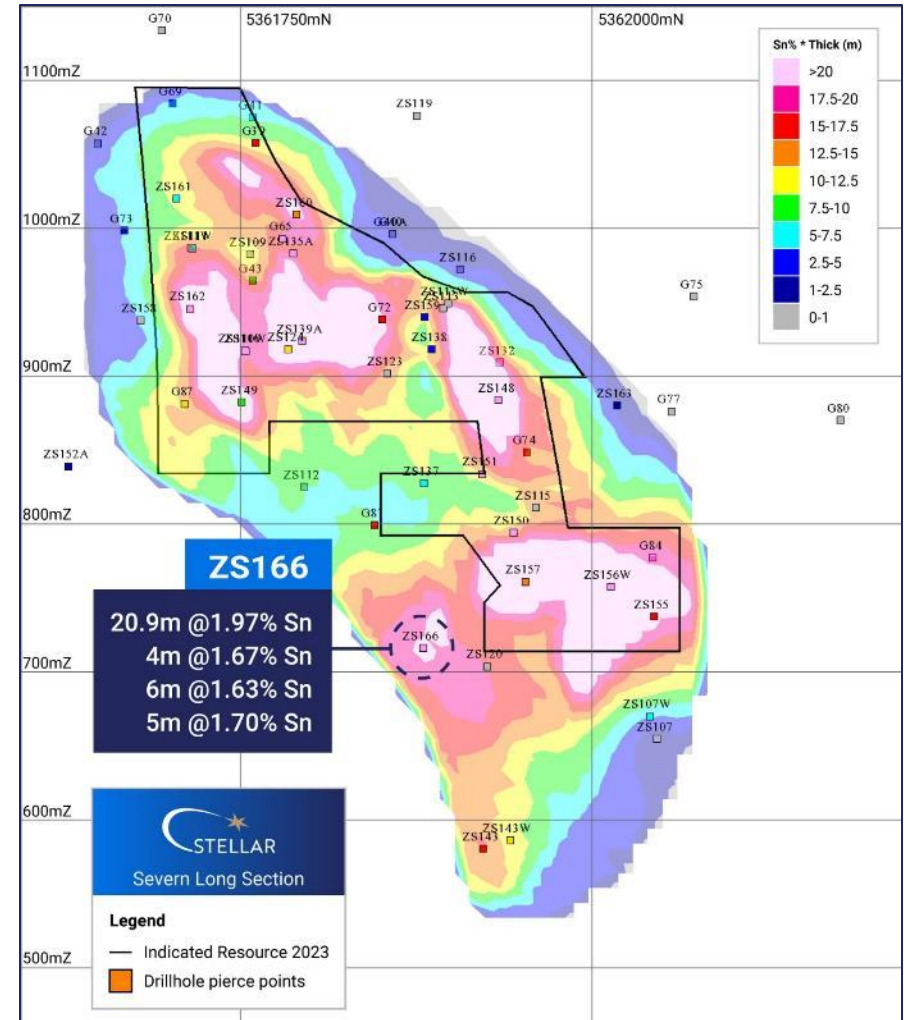 G70
5361750mN
5362000mN
Sn% * Thick (m)
>20
17.5-20
15-17.5
12.5-15
10-12.5
7.5-10
5-7.5
2.5-5
1-2.5
0-1
1100mZ
G69
G41
ZS119
G42
G39
ZS161
ZS160
1000mZ
G73
G65
G40A
ZS111W
ZS109
ZS135A
ZS116
G43
G75
ZS162
ZS113W
ZS158
G72
ZS159
ZS139A
ZS124
ZS138
ZS132
900mZ
ZS123
G87
ZS149
ZS148
ZS163
G77
G80
ZS152A
G74
ZS151
ZS112
ZS137
ZS115
800mZ
ZS150
G84
ZS157
ZS156W
ZS155
ZS166
20.9m @1.97% Sn
4m @1.67% Sn
6m @1.63% Sn
5m @1.70% Sn
ZS166
ZS120
700mZ
ZS107W
ZS107
600mZ
ZS143W
ZS143
STELLAR
Severn Long Section
Legend
Indicated Resource 2023
Drillhole pierce points
500mZ